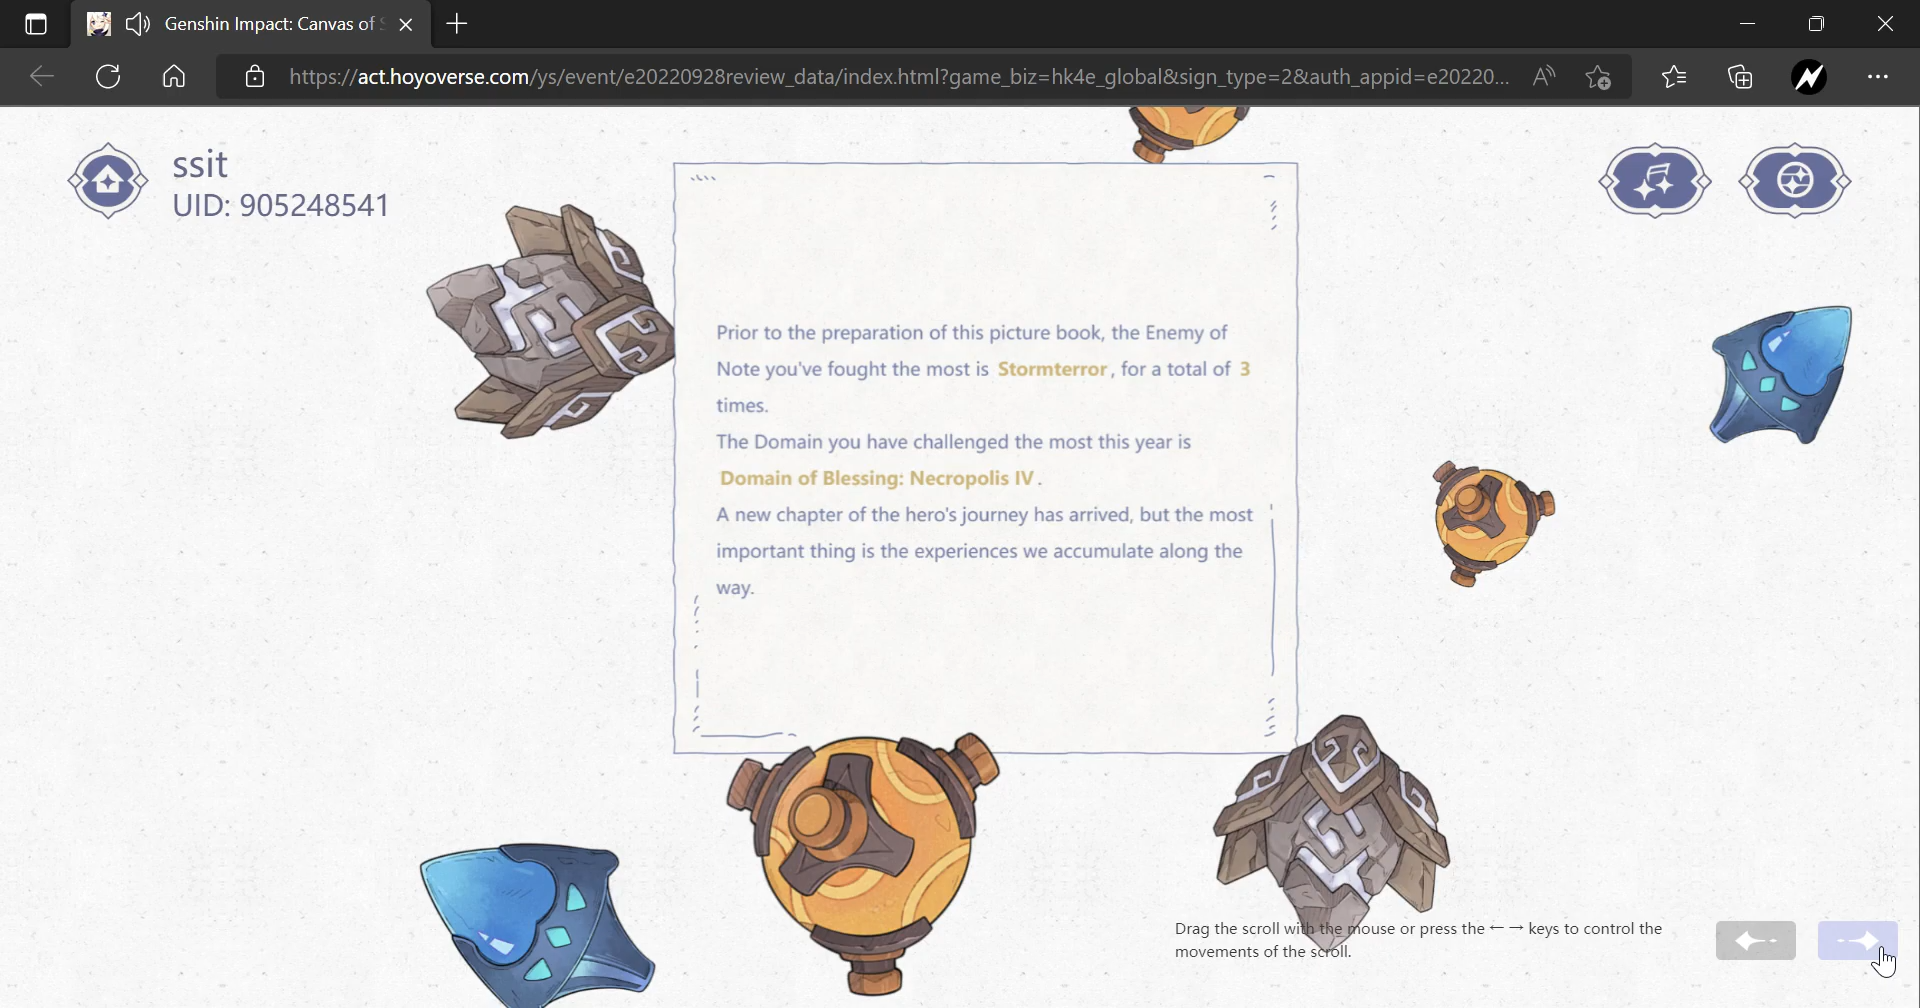 Genshin Impact: Canvas of
https://act.hoyoverse.com/ys/event/e20220928review_data/index.html?game_biz=hk4e_global&sign_type=2&auth_appid=e20220...
ssit
UID: 905248541
Prior to the preparation of this picture book, the Enemy of
Note you've fought the most is Stormterror, for a total of 3
times.
The Domain you have challenged the most this year is
Domain of Blessing: Necropolis IV.
A new chapter of the hero's journey has arrived, but the most
important thing is the experiences we accumulate along the
way.
Drag the scroll with the mouse or press the ←→ keys to control the
movements of the scroll.